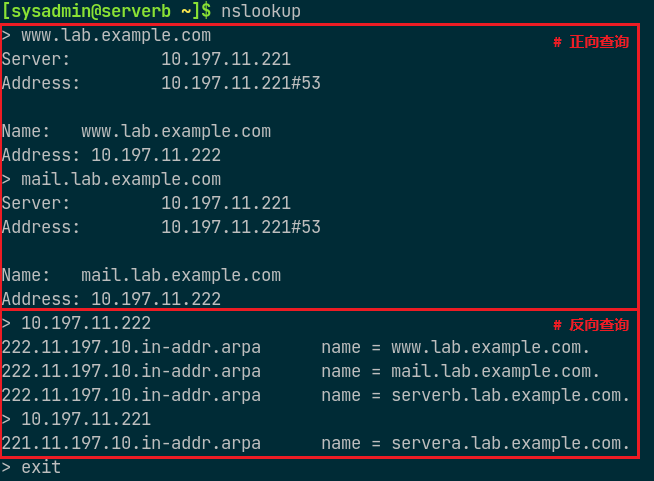 [sysadmin@serverb ~]$ nslookup
> www.lab.example.com
# 正向查询
Server:         10.197.11.221
Address:        10.197.11.221#53
Name:   www.lab.example.com
Address: 10.197.11.222
> mail.lab.example.com
Server:         10.197.11.221
Address:        10.197.11.221#53
Name:   mail.lab.example.com
Address: 10.197.11.222
> 10.197.11.222
# 反向查询
222.11.197.10.in-addr.arpa      name = www.lab.example.com.
222.11.197.10.in-addr.arpa      name = mail.lab.example.com.
222.11.197.10.in-addr.arpa      name = serverb.lab.example.com.
> 10.197.11.221
221.11.197.10.in-addr.arpa      name = servera.lab.example.com.
> exit